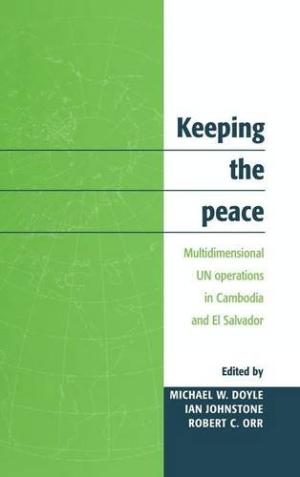 Keeping
the
peace
Multidimensional
UN operations
in Cambodia
and El Salvador
Edited by
MICHAEL W. DOYLE
IAN JOHNSTONE
ROBERT C. ORR